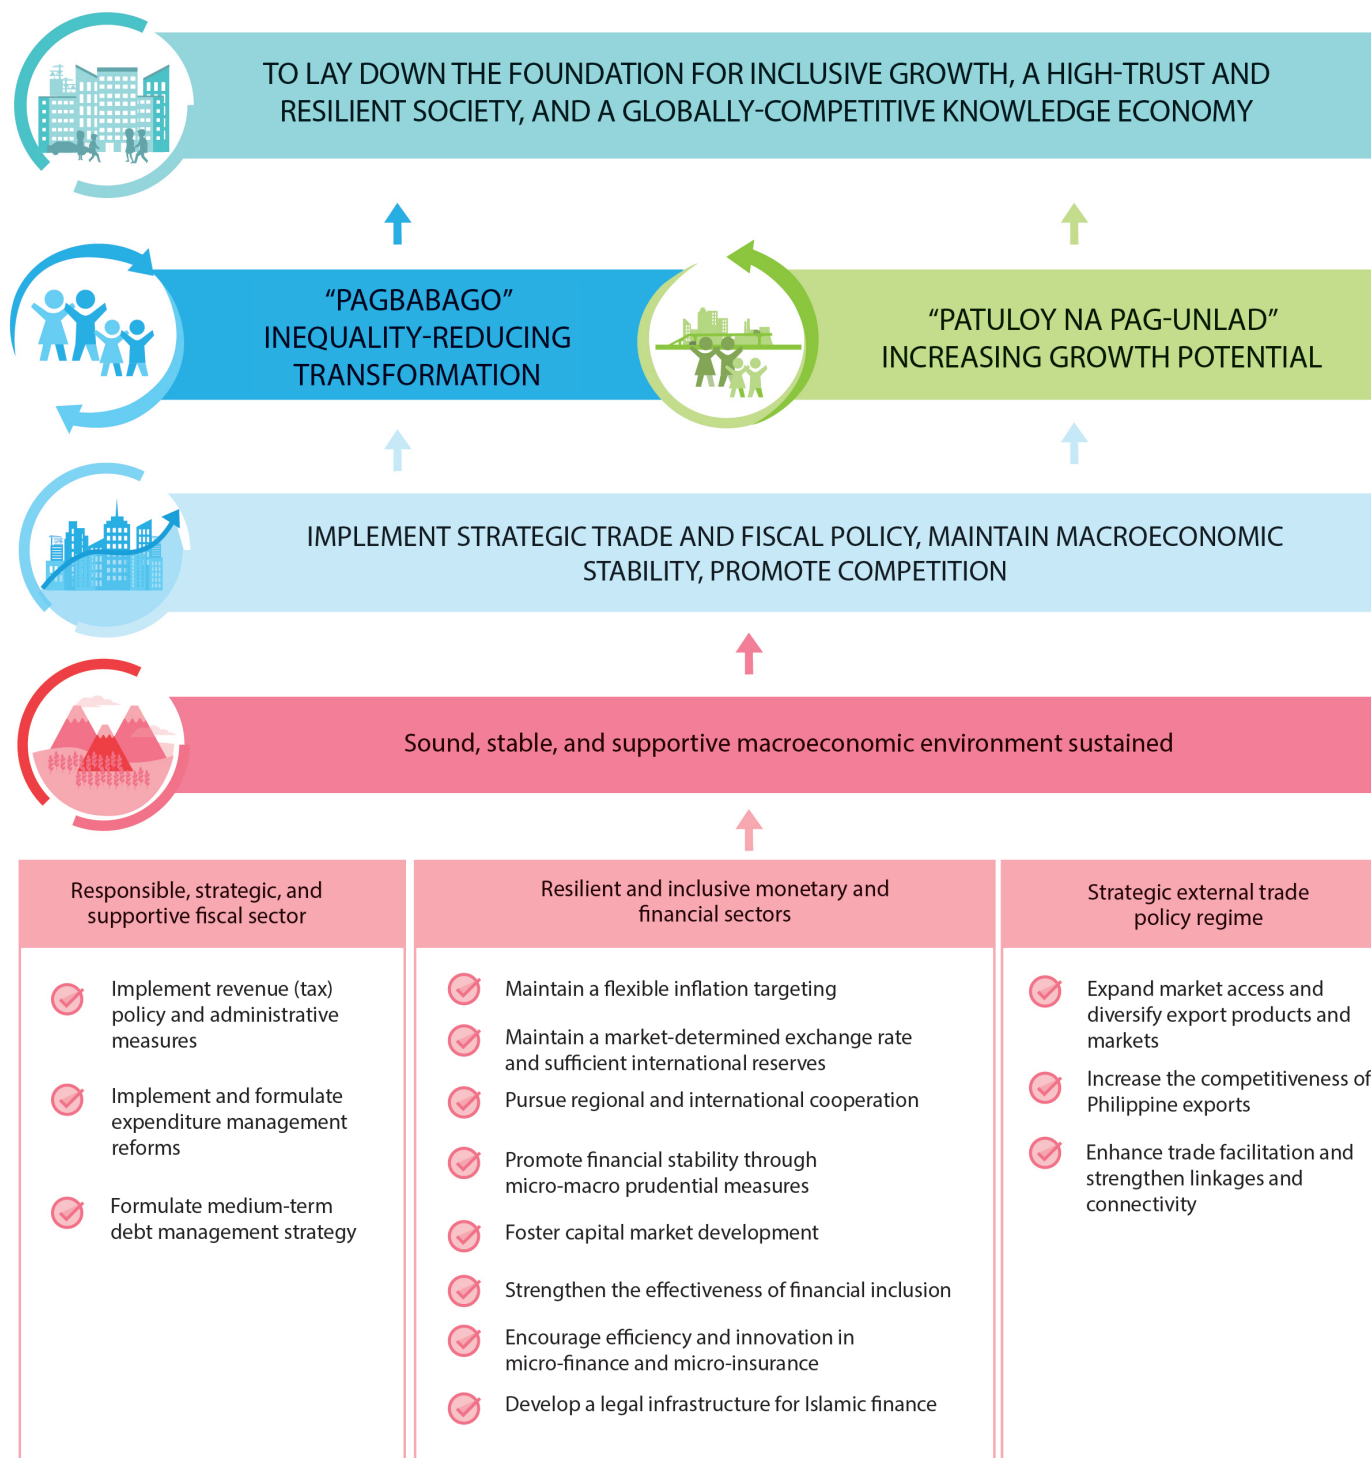 TO LAY DOWN THE FOUNDATION FOR INCLUSIVE GROWTH, A HIGH-TRUST AND
RESILIENT SOCIETY, AND A GLOBALLY-COMPETITIVE KNOWLEDGE ECONOMY
“PAGBABAGO”
INEQUALITY-REDUCING
TRANSFORMATION
“PATULOY NA PAG-UNLAD”
INCREASING GROWTH POTENTIAL
IMPLEMENT STRATEGIC TRADE AND FISCAL POLICY, MAINTAIN MACROECONOMIC
STABILITY, PROMOTE COMPETITION
Sound, stable, and supportive macroeconomic environment sustained
Responsible, strategic, and
supportive fiscal sector
Implement revenue (tax)
policy and administrative
measures
Implement and formulate
expenditure management
reforms
Formulate medium-term
debt management strategy
Resilient and inclusive monetary and
financial sectors
Maintain a flexible inflation targeting
Maintain a market-determined exchange rate
and sufficient international reserves
Pursue regional and international cooperation
Promote financial stability through
micro-macro prudential measures
Foster capital market development
Strengthen the effectiveness of financial inclusion
Encourage efficiency and innovation in
micro-finance and micro-insurance
Develop a legal infrastructure for Islamic finance
Strategic external trade
policy regime
Expand market access and
diversify export products and
markets
Increase the competitiveness of
Philippine exports
Enhance trade facilitation and
strengthen linkages and
connectivity